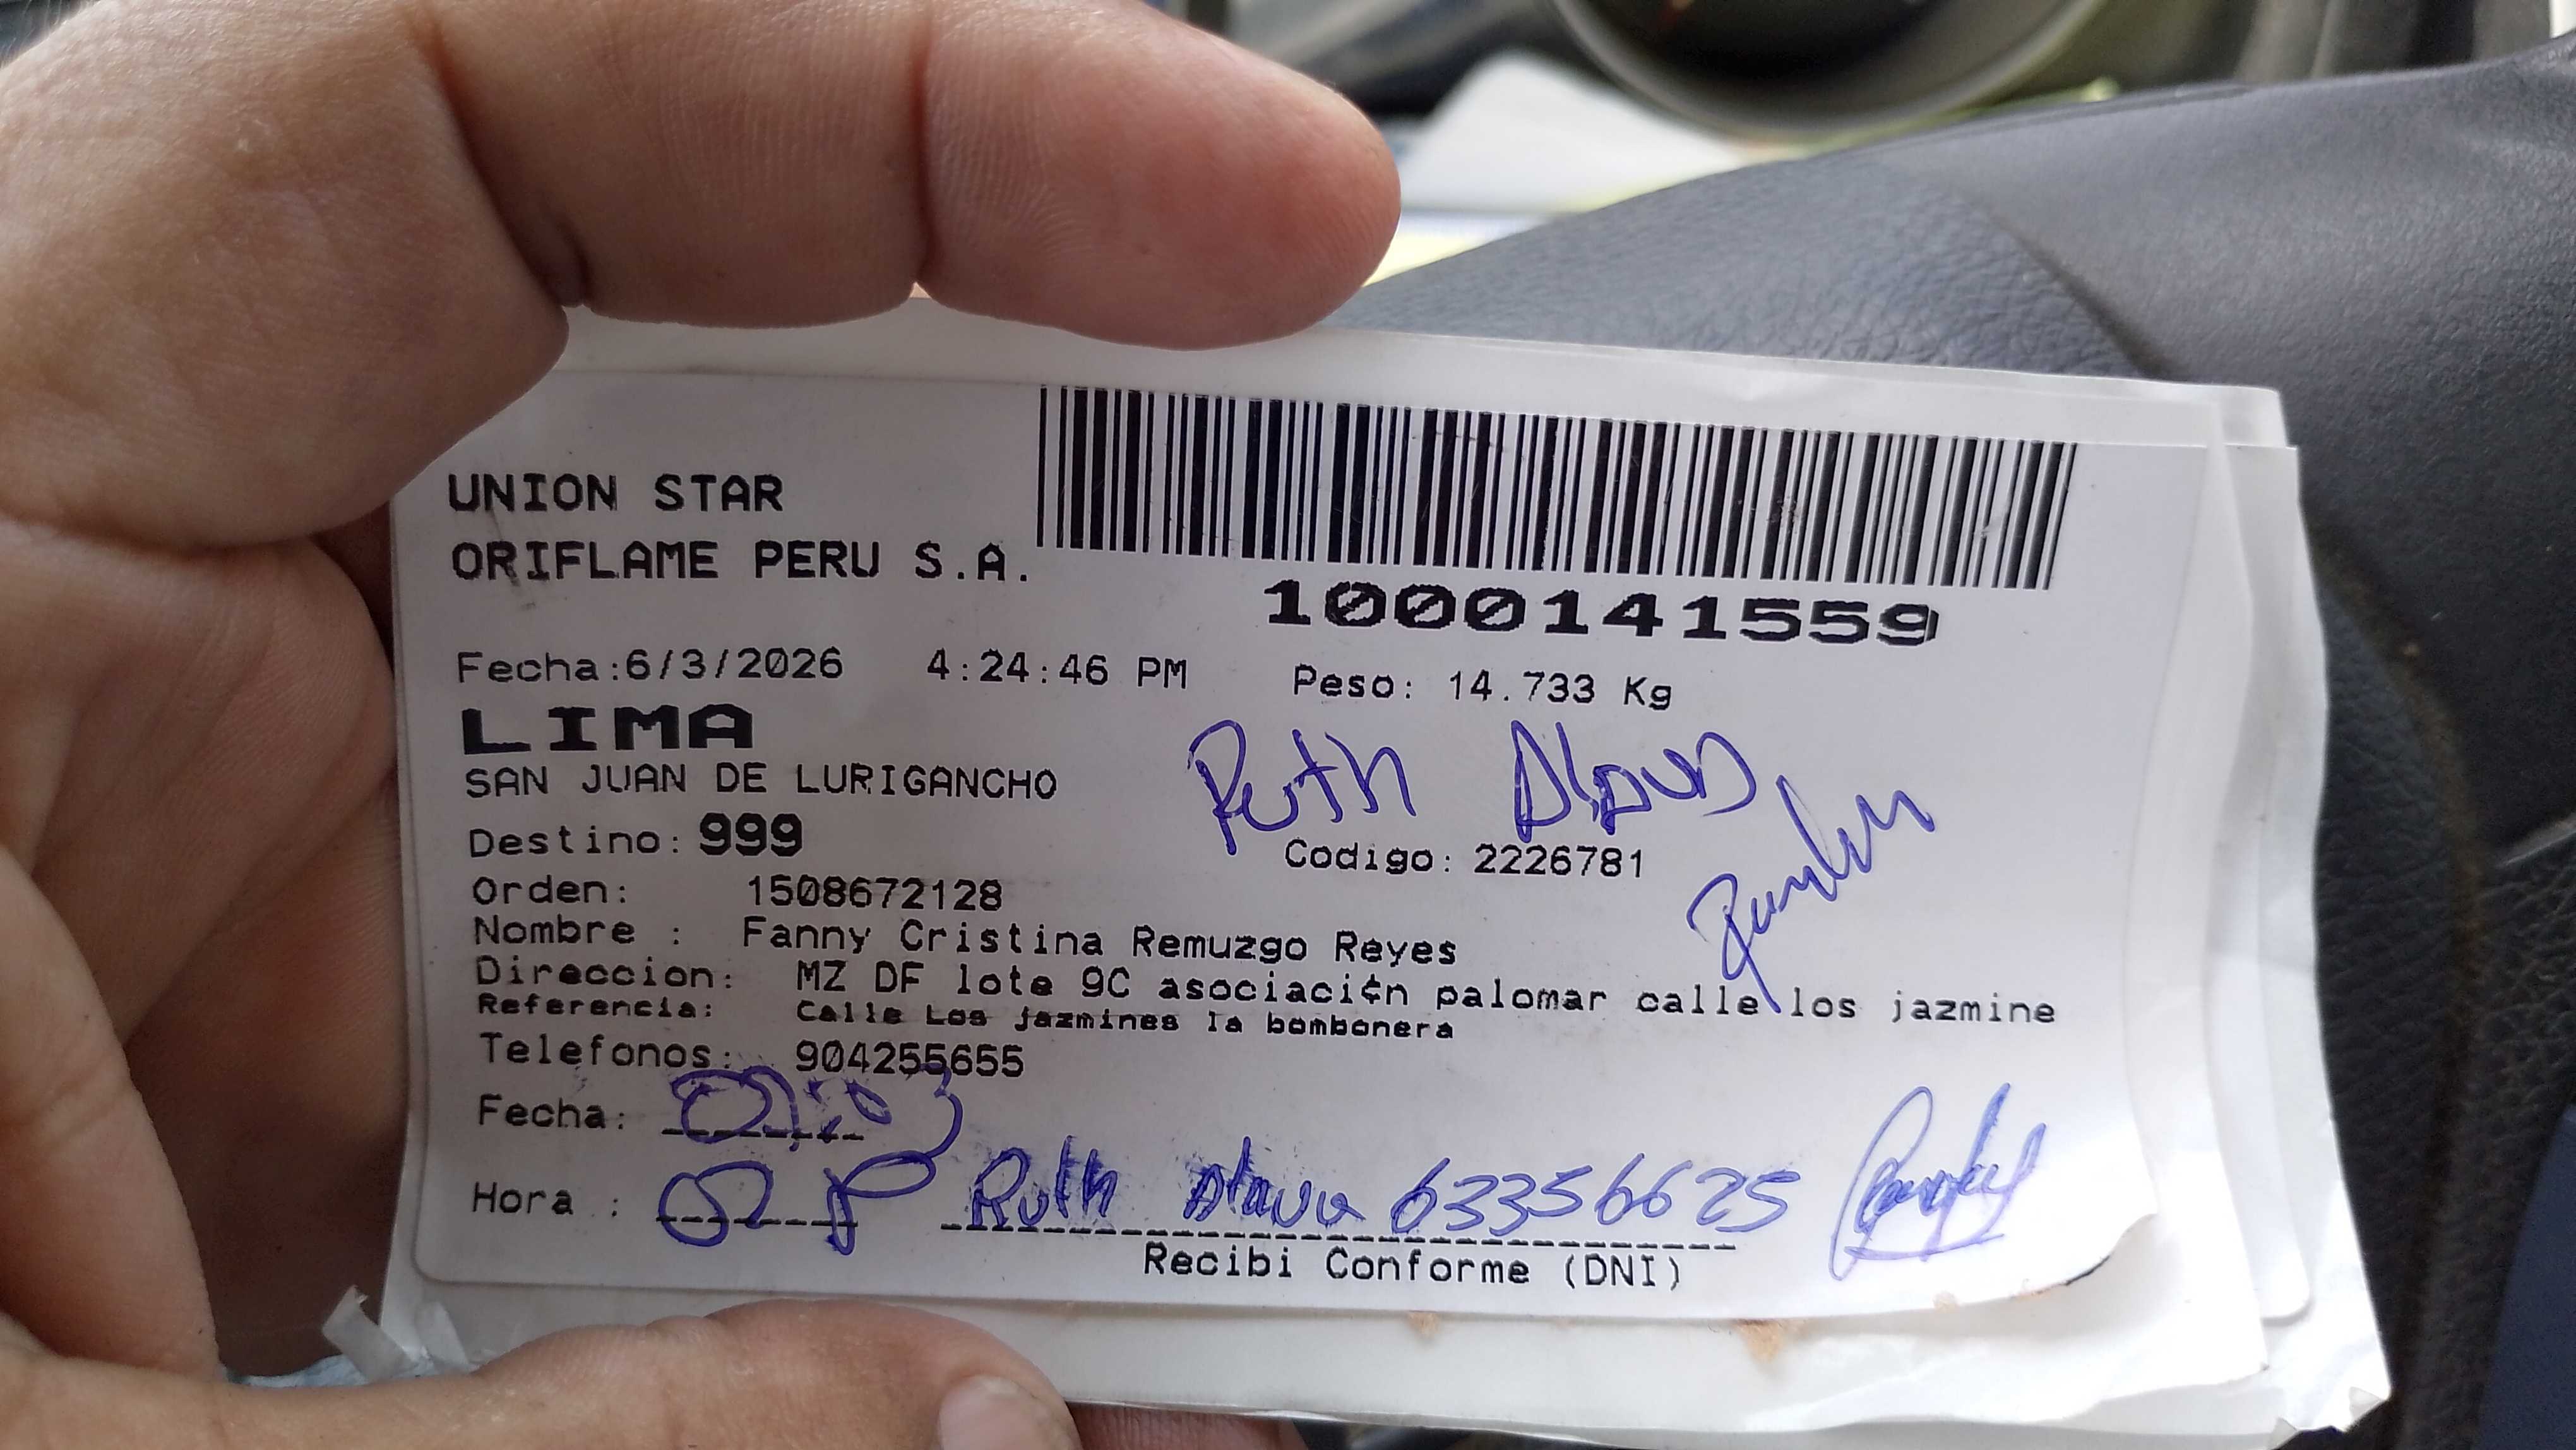 UNION STAR
ORIFLAME PERU S.A.
1000141559
Fecha:6/3/2026 4:24:46 PM Peso: 14.733 Kg
LIMA
SAN JUAN DE LURIGANCHO
Ruth
Destino: 999
Codigo: 2226781
Orden: 1508672128
Nombre : Fanny Cristina Remuzgo Reyes
Direccion: MZ DF lote 9C asociaci¢n palomar calle los jazmine
Referencia: Calle Los jazmines la bombonera
Telefonos: 904255655
Fecha:
Hora : Ruth 63356625
Recibi Conforme (DNI)